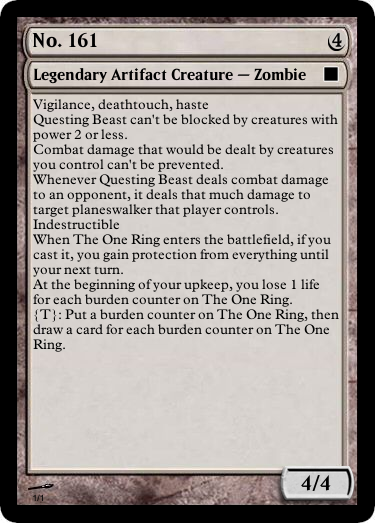 No. 161 4
Legendary Artifact Creature — Zombie
Vigilance, deathtouch, haste
Questing Beast can't be blocked by creatures with
power 2 or less.
Combat damage that would be dealt by creatures
you control can't be prevented.
Whenever Questing Beast deals combat damage
to an opponent, it deals that much damage to
target planeswalker that player controls.
Indestructible
When The One Ring enters the battlefield, if you
cast it, you gain protection from everything until
your next turn.
At the beginning of your upkeep, you lose 1 life
for each burden counter on The One Ring.
{T}: Put a burden counter on The One Ring, then
draw a card for each burden counter on The One
Ring.
4/4
1/1